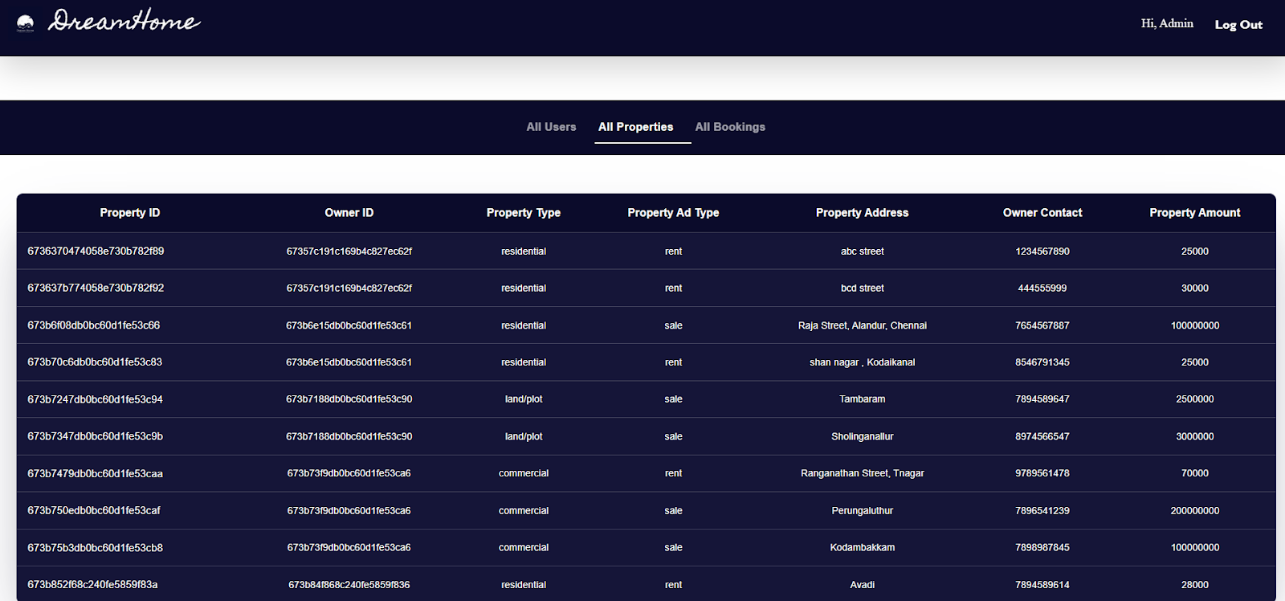 DreamHome
Hi, Admin Log Out
All Users All Properties All Bookings
Property ID Owner ID Property Type Property Ad Type Property Address Owner Contact Property Amount
6736370474058e730b782f89 67357c191c169b4c827ec62f residential rent abc street 1234567890 25000
673637b774058e730b782f92 67357c191c169b4c827ec62f residential rent bcd street 444555999 30000
673b6f08db0bc60d1fe53c66 673b6e15db0bc60d1fe53c61 residential sale Raja Street, Alandur, Chennai 7654567887 100000000
673b70c6db0bc60d1fe53c83 673b6e15db0bc60d1fe53c61 residential rent shan nagar , Kodaikanal 8546791345 25000
673b7247db0bc60d1fe53c94 673b7188db0bc60d1fe53c90 land/plot sale Tambaram 7894589647 2500000
673b7347db0bc60d1fe53c9b 673b7188db0bc60d1fe53c90 land/plot sale Sholinganallur 8974566547 3000000
673b7479db0bc60d1fe53caa 673b73f9db0bc60d1fe53ca6 commercial rent Ranganathan Street, Tnagar 9789561478 70000
673b750edb0bc60d1fe53caf 673b73f9db0bc60d1fe53ca6 commercial sale Perungaluthur 7896541239 200000000
673b75b3db0bc60d1fe53cb8 673b73f9db0bc60d1fe53ca6 commercial sale Kodambakkam 7898987845 100000000
673b852f68c240fe5859f83a 673b84f868c240fe5859f836 residential rent Avadi 7894589614 28000